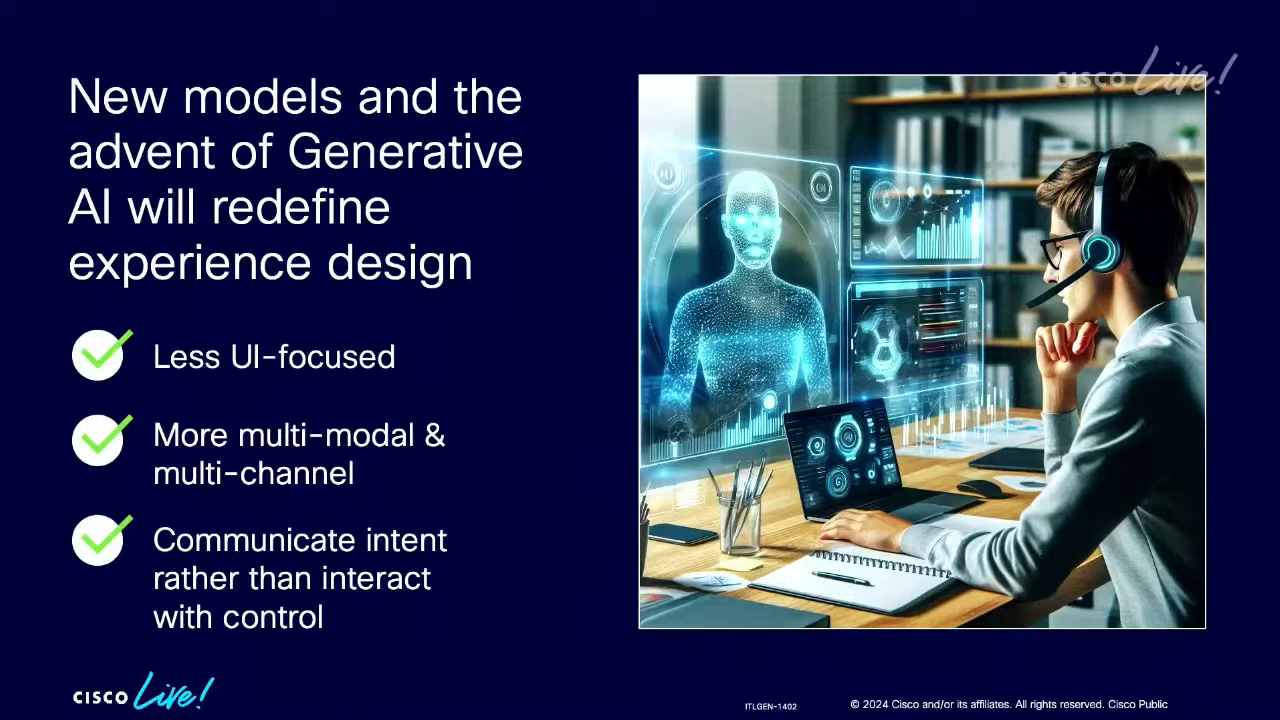 CISCO Live!
New models and the
advent of Generative
AI will redefine
experience design
Less UI-focused
More multi-modal &
multi-channel
Communicate intent
rather than interact
with control
CISCO Live!
ITLGEN-1402
© 2024 Cisco and/or its affiliates. All rights reserved. Cisco Public